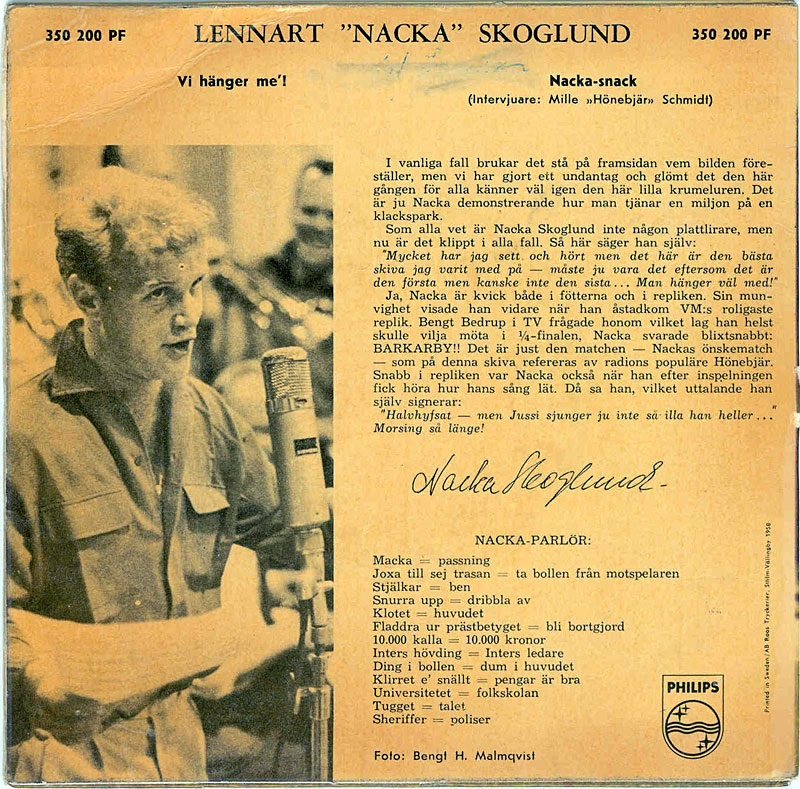 350 200 PF
LENNART ”NACKA” SKOGLUND
350 200 PF
Vi hänger me'!
Nacka-snack
(Intervjuare: Mille »Hönebjär» Schmidt)
I vanliga fall brukar det stå på framsidan vem bilden före-
ställer, men vi har gjort ett undantag och glömt det den här
gången för alla känner väl igen den här lilla krumeluren. Det
är ju Nacka demonstrerande hur man tjänar en miljon på en
klackspark.
Som alla vet är Nacka Skoglund inte någon plattlirare, men
nu är det klippt i alla fall. Så här säger han själv:
"Mycket har jag sett och hört men det här är den bästa
skiva jag varit med på — måste ju vara det eftersom det är
den första men kanske inte den sista... Man hänger väl med!"
Ja, Nacka är kvick både i fötterna och i repliken. Sin mun-
vighet visade han vidare när han åstadkom VM:s roligaste
replik. Bengt Bedrup i TV frågade honom vilket lag han helst
skulle vilja möta i ¼-finalen, Nacka svarade blixtsnabbt:
BARKARBY!! Det är just den matchen — Nackas önskematch
— som på denna skiva refereras av radions populäre Hönebjär.
Snabb i repliken var Nacka också när han efter inspelningen
fick höra hur hans sång lät. Då sa han, vilket uttalande han
själv signerar:
"Halvhyfsat — men Jussi sjunger ju inte så illa han heller..."
Morsing så länge!
Nacka Skoglund
NACKA-PARLÖR:
Macka = passning
Joxa till sej trasan = ta bollen från motspelaren
Stjälkar = ben
Snurra upp = dribbla av
Klotet = huvudet
Fladdra ur prästbetyget = bli bortgjord
10.000 kalla = 10.000 kronor
Inters hövding = Inters ledare
Ding i bollen = dum i huvudet
Klirret e' snällt = pengar är bra
Universitetet = folkskolan
Tugget = talet
Sheriffer = poliser
Foto: Bengt H. Malmqvist
PHILIPS
Printed in Sweden/AB Roos Tryckerier, Sthlm-Vällingby 1958